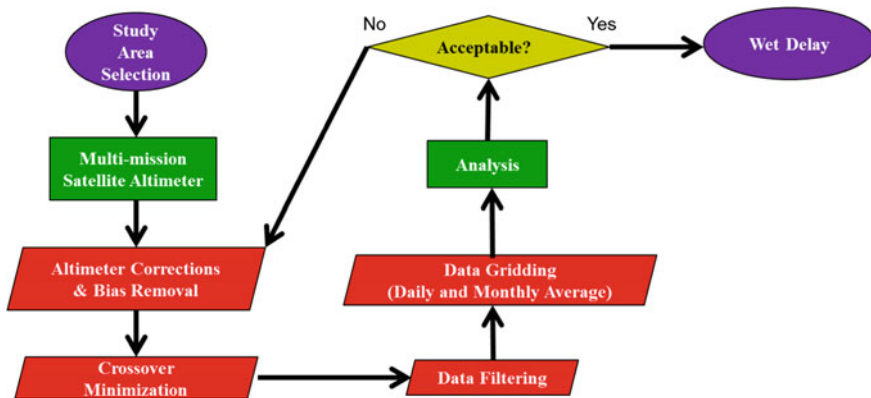 Study
Area
Selection
Multi-mission
Satellite Altimeter
Altimeter Corrections
& Bias Removal
Crossover
Minimization
Data Filtering
Data Gridding
(Daily and Monthly Average)
Analysis
Acceptable?
No
Yes
Wet Delay